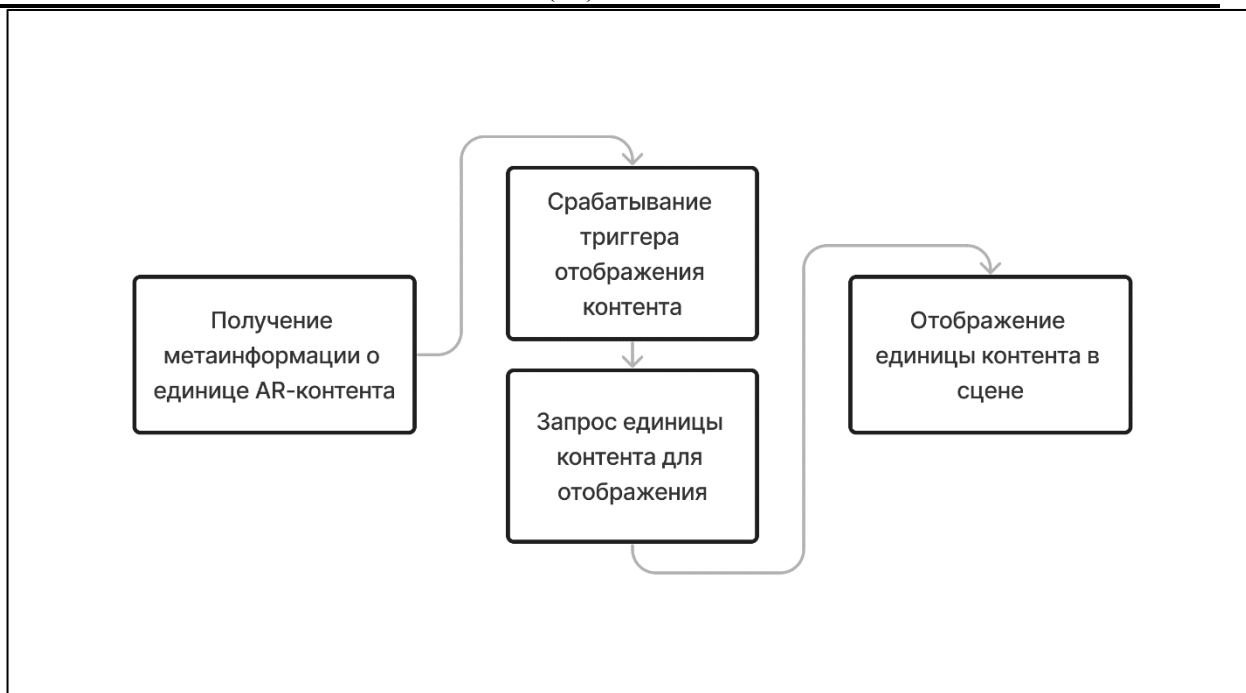 Получение
метаинформации о
единице AR-контента
Срабатывание
триггера
отображения
контента
Запрос единицы
контента для
отображения
Отображение
единицы контента в
сцене